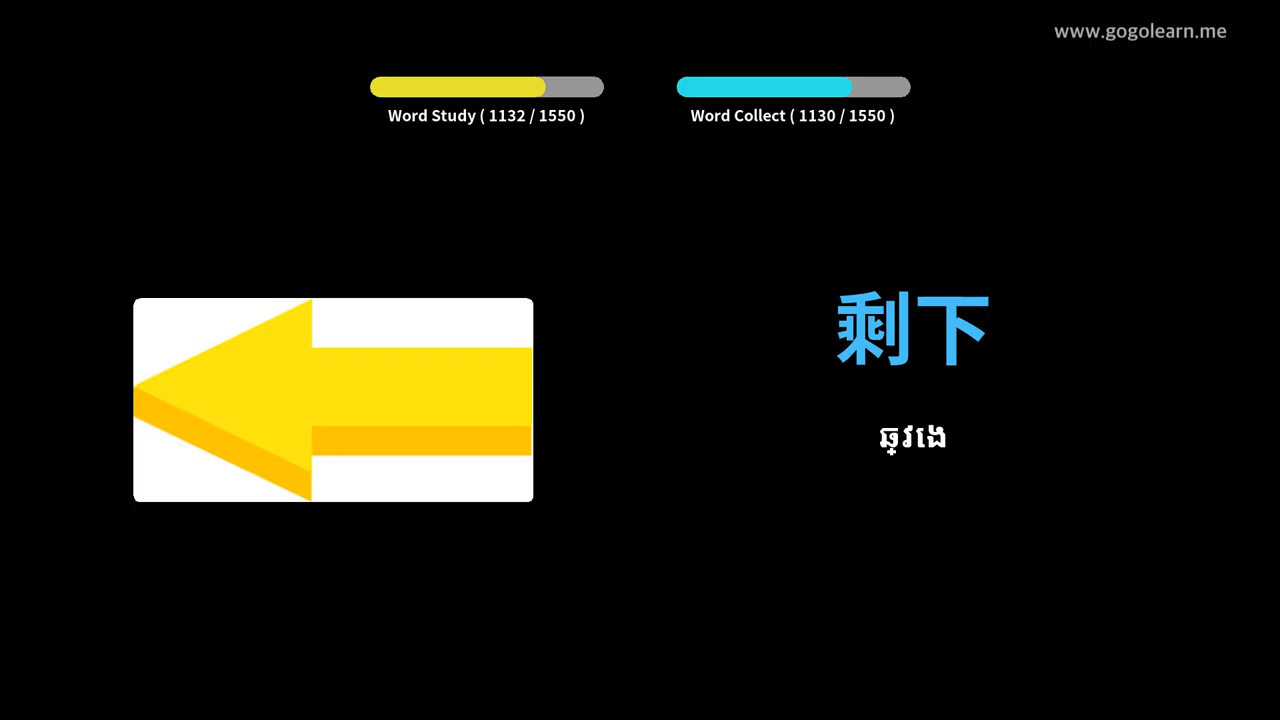 www.gogolearn.me
Word Study ( 1132 / 1550 )
Word Collect ( 1130 / 1550 )
剩下
ឆ្វេង